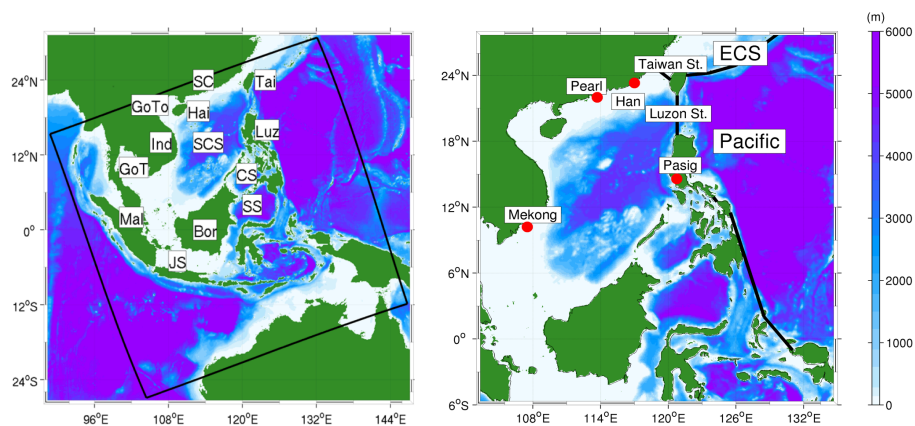 (m)
24°N
12°N
0°
12°S
24°S
96°E
108°E
120°E
132°E
144°E
SC
Tai
GoTo
Hai
Luz
Ind
SCS
GoT
CS
SS
Mal
Bor
JS
24°N
18°N
12°N
6°N
0°
6°S
108°E
114°E
120°E
126°E
132°E
ECS
Taiwan St.
Pearl
Han
Luzon St.
Pacific
Pasig
Mekong
6000
5000
4000
3000
2000
1000
0